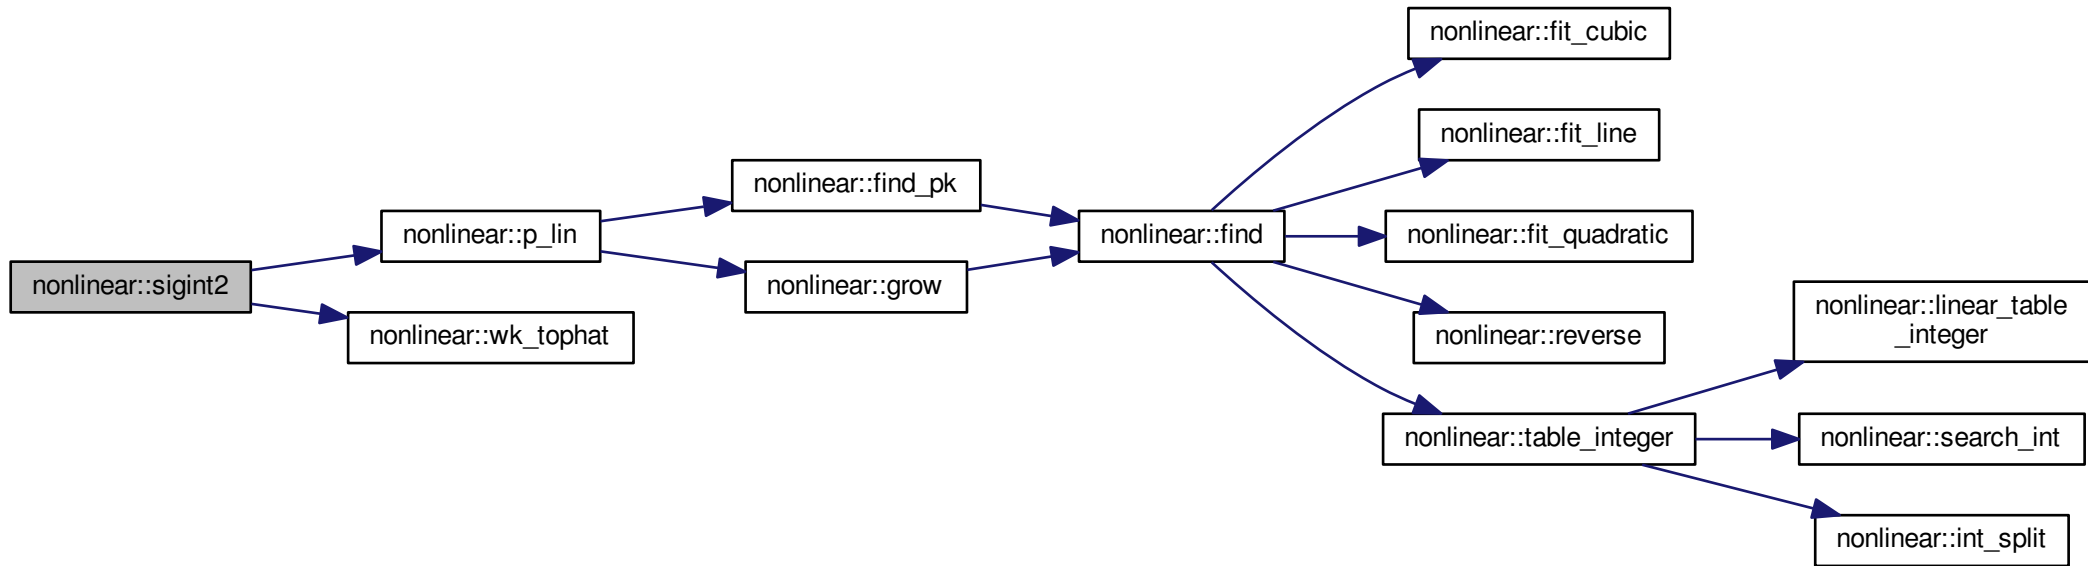 nonlinear::sigint2
nonlinear::p_lin
nonlinear::wk_tophat
nonlinear::find_pk
nonlinear::grow
nonlinear::find
nonlinear::fit_cubic
nonlinear::fit_line
nonlinear::fit_quadratic
nonlinear::reverse
nonlinear::table_integer
nonlinear::linear_table
_integer
nonlinear::search_int
nonlinear::int_split